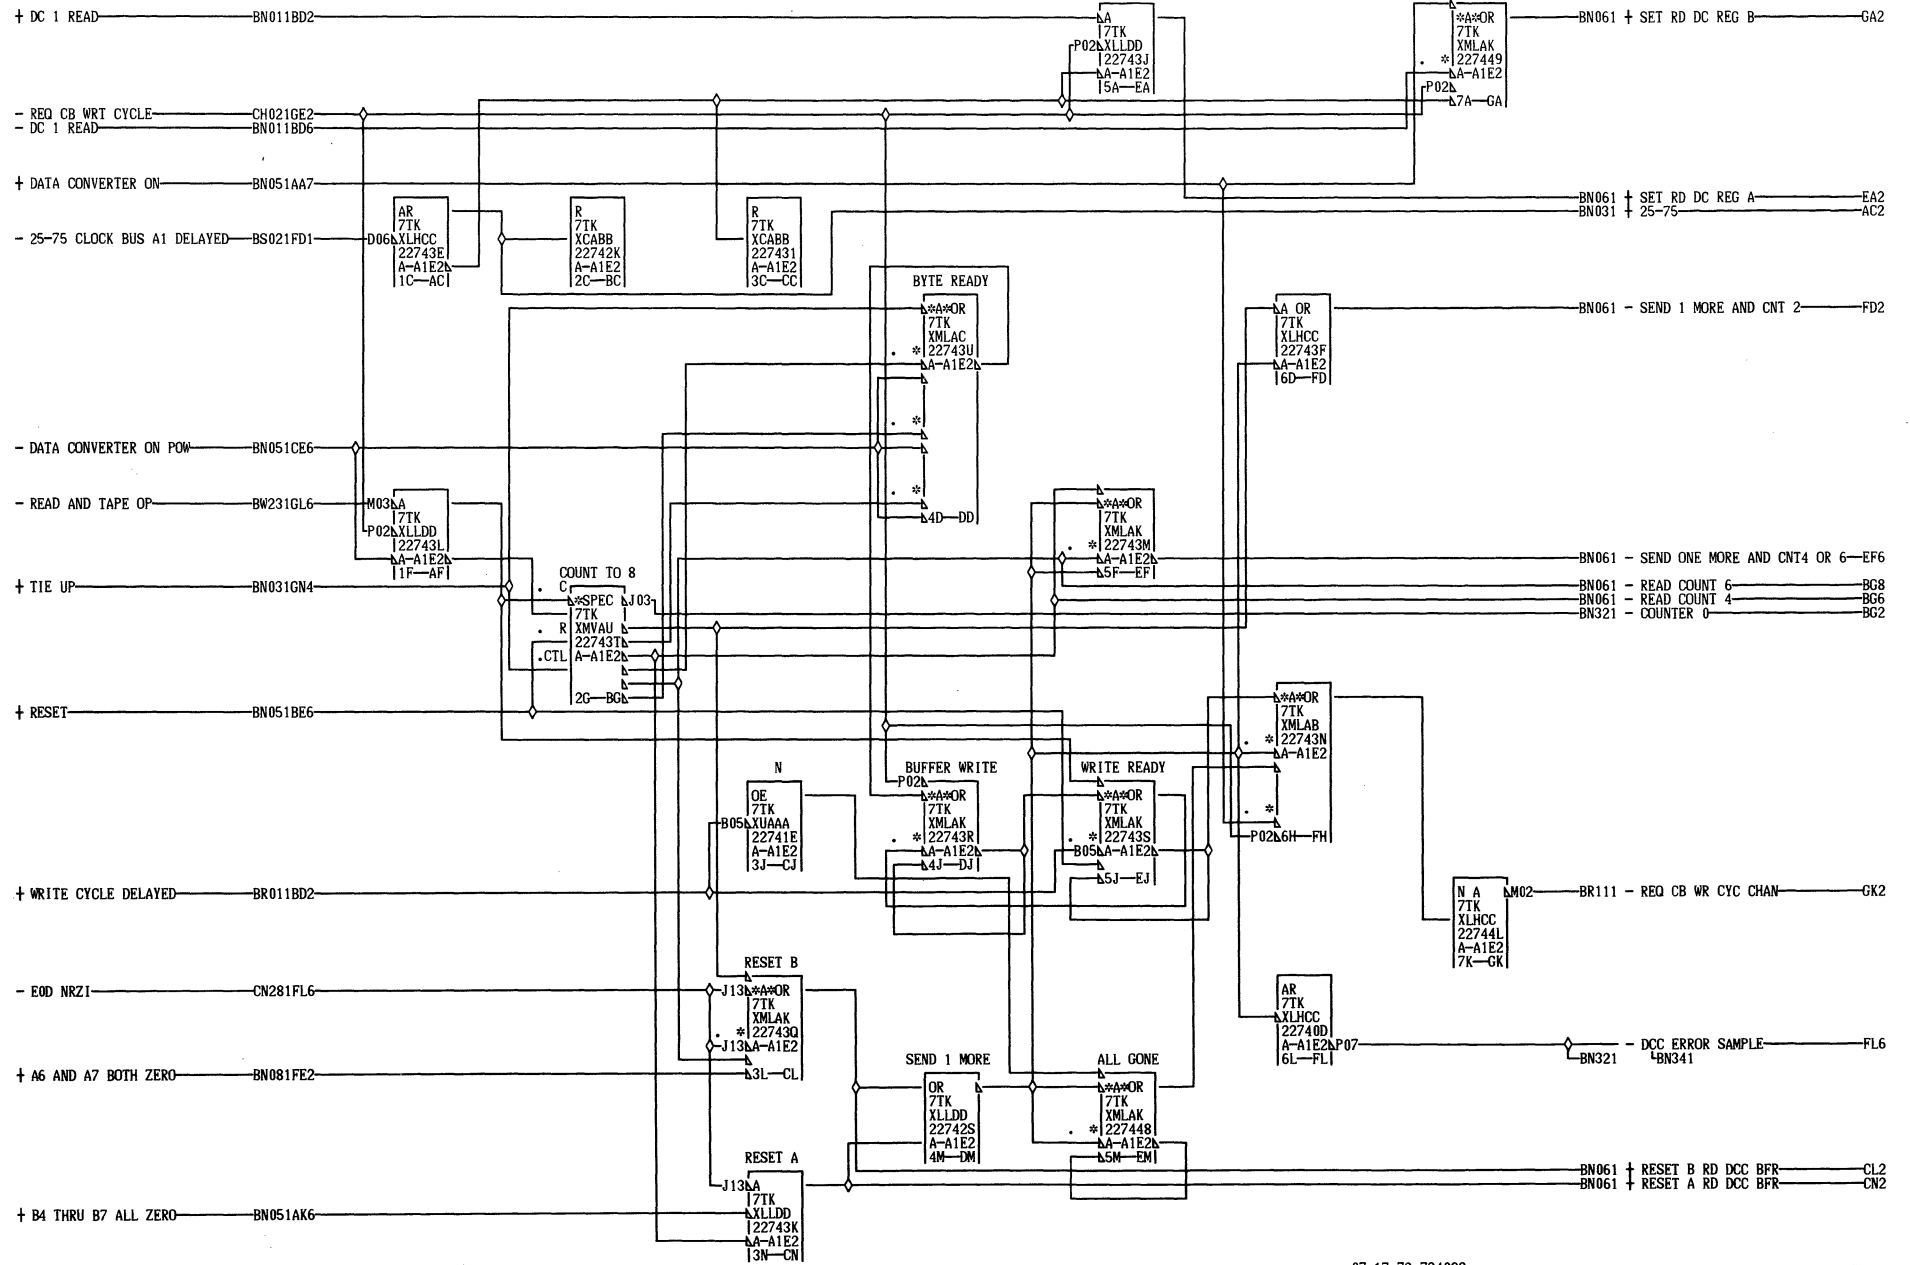 + DC 1 READ BN011BD2
- REQ CB WRT CYCLE CH021GE2
- DC 1 READ BN011BD6
+ DATA CONVERTER ON BN051AA7
- 25-75 CLOCK BUS A1 DELAYED BS021FD1
- DATA CONVERTER ON POW BN051CE6
- READ AND TAPE OP BW231GL6
+ TIE UP BN031GN4
+ RESET BN051BE6
+ WRITE CYCLE DELAYED BR011BD2
- EOD NRZI CN281FL6
+ A6 AND A7 BOTH ZERO BN081FE2
+ B4 THRU B7 ALL ZERO BN051AK6
A
7TK
P02 XLLDD
22743J
A-A1E2
5A EA
*A*OR
7TK
XMLAK
* 227449
A-A1E2
P02
7A GA
AR
7TK
D06 XLHCC
22743E
A-A1E2
1C AC
R
7TK
XCABB
22742K
A-A1E2
2C BC
R
7TK
XCABB
227431
A-A1E2
3C CC
BYTE READY
*A*OR
7TK
XMLAC
* 22743U
A-A1E2
*
*
4D DD
A OR
7TK
XLHCC
22743F
A-A1E2
6D FD
M03 A
7TK
P02 XLLDD
22743L
A-A1E2
1F AF
COUNT TO 8
C
*SPEC J03
7TK
R XMVAU
22743T
.CTL A-A1E2
2G BG
*A*OR
7TK
XMLAK
* 22743M
A-A1E2
5F EF
*A*OR
7TK
XMLAB
* 22743N
A-A1E2
*
P02 6H FH
N
OE
7TK
B05 XUAAA
22741E
A-A1E2
3J CJ
BUFFER WRITE
P02
*A*OR
7TK
XMLAK
* 22743R
A-A1E2
4J DJ
WRITE READY
*A*OR
7TK
XMLAK
* 22743S
B05 A-A1E2
5J EJ
N A M02
7TK
XLHCC
22744L
A-A1E2
7K GK
RESET B
J13 *A*OR
7TK
XMLAK
* 22743Q
J13 A-A1E2
3L CL
AR
7TK
XLHCC
22740D
A-A1E2 P07
6L FL
SEND 1 MORE
OR
7TK
XLLDD
22742S
A-A1E2
4M DM
ALL GONE
*A*OR
7TK
XMLAK
* 227448
A-A1E2
5M EM
RESET A
J13 A
7TK
XLLDD
22743K
A-A1E2
3N CN
BN061 + SET RD DC REG B GA2
BN061 + SET RD DC REG A EA2
BN031 + 25-75 AC2
BN061 - SEND 1 MORE AND CNT 2 FD2
BN061 - SEND ONE MORE AND CNT4 OR 6 EF6
BN061 - READ COUNT 6 BG8
BN061 - READ COUNT 4 BG6
BN321 - COUNTER 0 BG2
BR111 - REQ CB WR CYC CHAN GK2
- DCC ERROR SAMPLE FL6
BN321 BN341
BN061 + RESET B RD DCC BFR CL2
BN061 + RESET A RD DCC BFR CN2